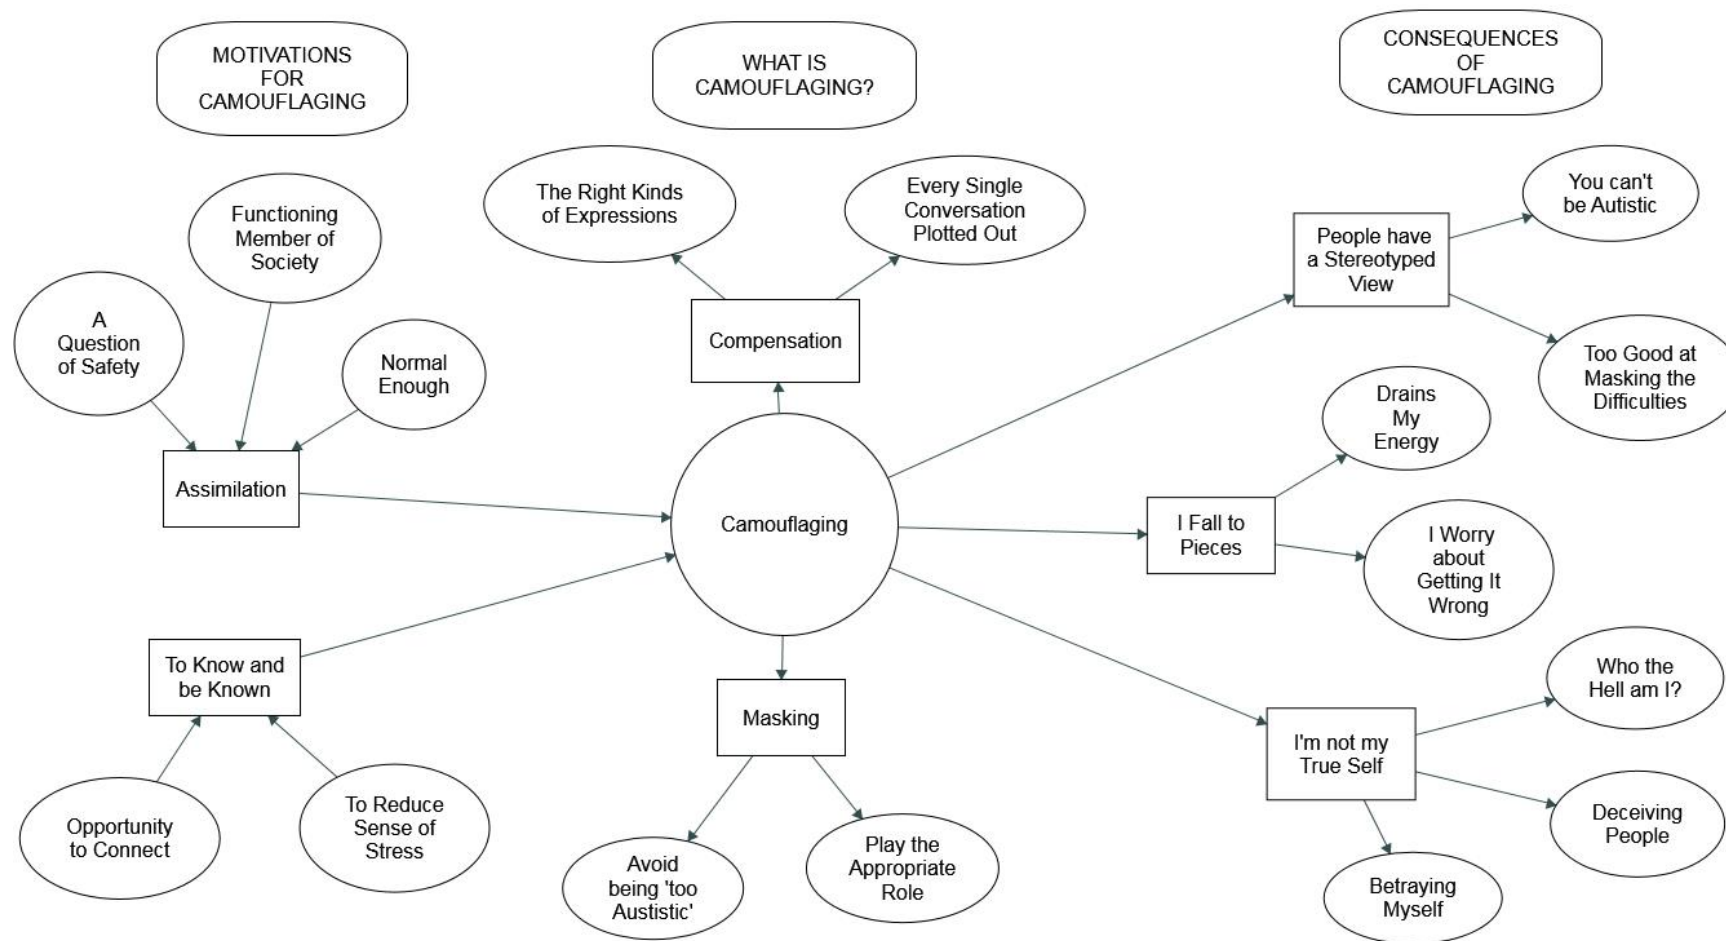 MOTIVATIONS
FOR
CAMOUFLAGING
WHAT IS
CAMOUFLAGING?
CONSEQUENCES
OF
CAMOUFLAGING
Functioning
Member of
Society
A
Question
of Safety
Normal
Enough
Assimilation
To Know and
be Known
Opportunity
to Connect
To Reduce
Sense of
Stress
The Right Kinds
of Expressions
Every Single
Conversation
Plotted Out
Compensation
Camouflaging
Masking
Avoid
being 'too
Austistic'
Play the
Appropriate
Role
People have
a Stereotyped
View
You can't
be Autistic
Too Good at
Masking the
Difficulties
I Fall to
Pieces
Drains
My
Energy
I Worry
about
Getting It
Wrong
I'm not my
True Self
Who the
Hell am I?
Deceiving
People
Betraying
Myself